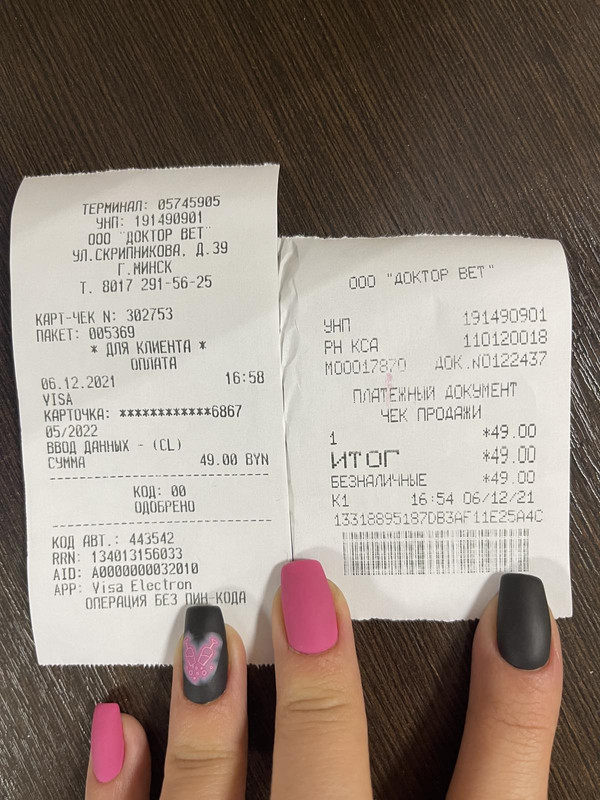 ТЕРМИНАЛ: 05745905
УНП: 191490901
ООО "ДОКТОР ВЕТ"
УЛ.СКРИПНИКОВА, Д.39
Г.МИНСК
Т. 8017 291-56-25
КАРТ-ЧЕК N: 302753
ПАКЕТ: 005369
* ДЛЯ КЛИЕНТА *
ОПЛАТА
06.12.2021 16:58
VISA
КАРТОЧКА: ************6867
05/2022
ВВОД ДАННЫХ - (CL)
СУММА 49.00 BYN
КОД: 00
ОДОБРЕНО
КОД АВТ.: 443542
RRN: 134013156033
AID: A0000000032010
APP: Visa Electron
ОПЕРАЦИЯ БЕЗ ПИН-КОДА
ООО "ДОКТОР ВЕТ"
УНП 191490901
РН КСА 110120018
М00017870 ДОК.N0122437
ПЛАТЕЖНЫЙ ДОКУМЕНТ
ЧЕК ПРОДАЖИ
1 *49.00
ИТОГ *49.00
БЕЗНАЛИЧНЫЕ *49.00
К1 16:54 06/12/21
13318895187DB3AF11E25A4C